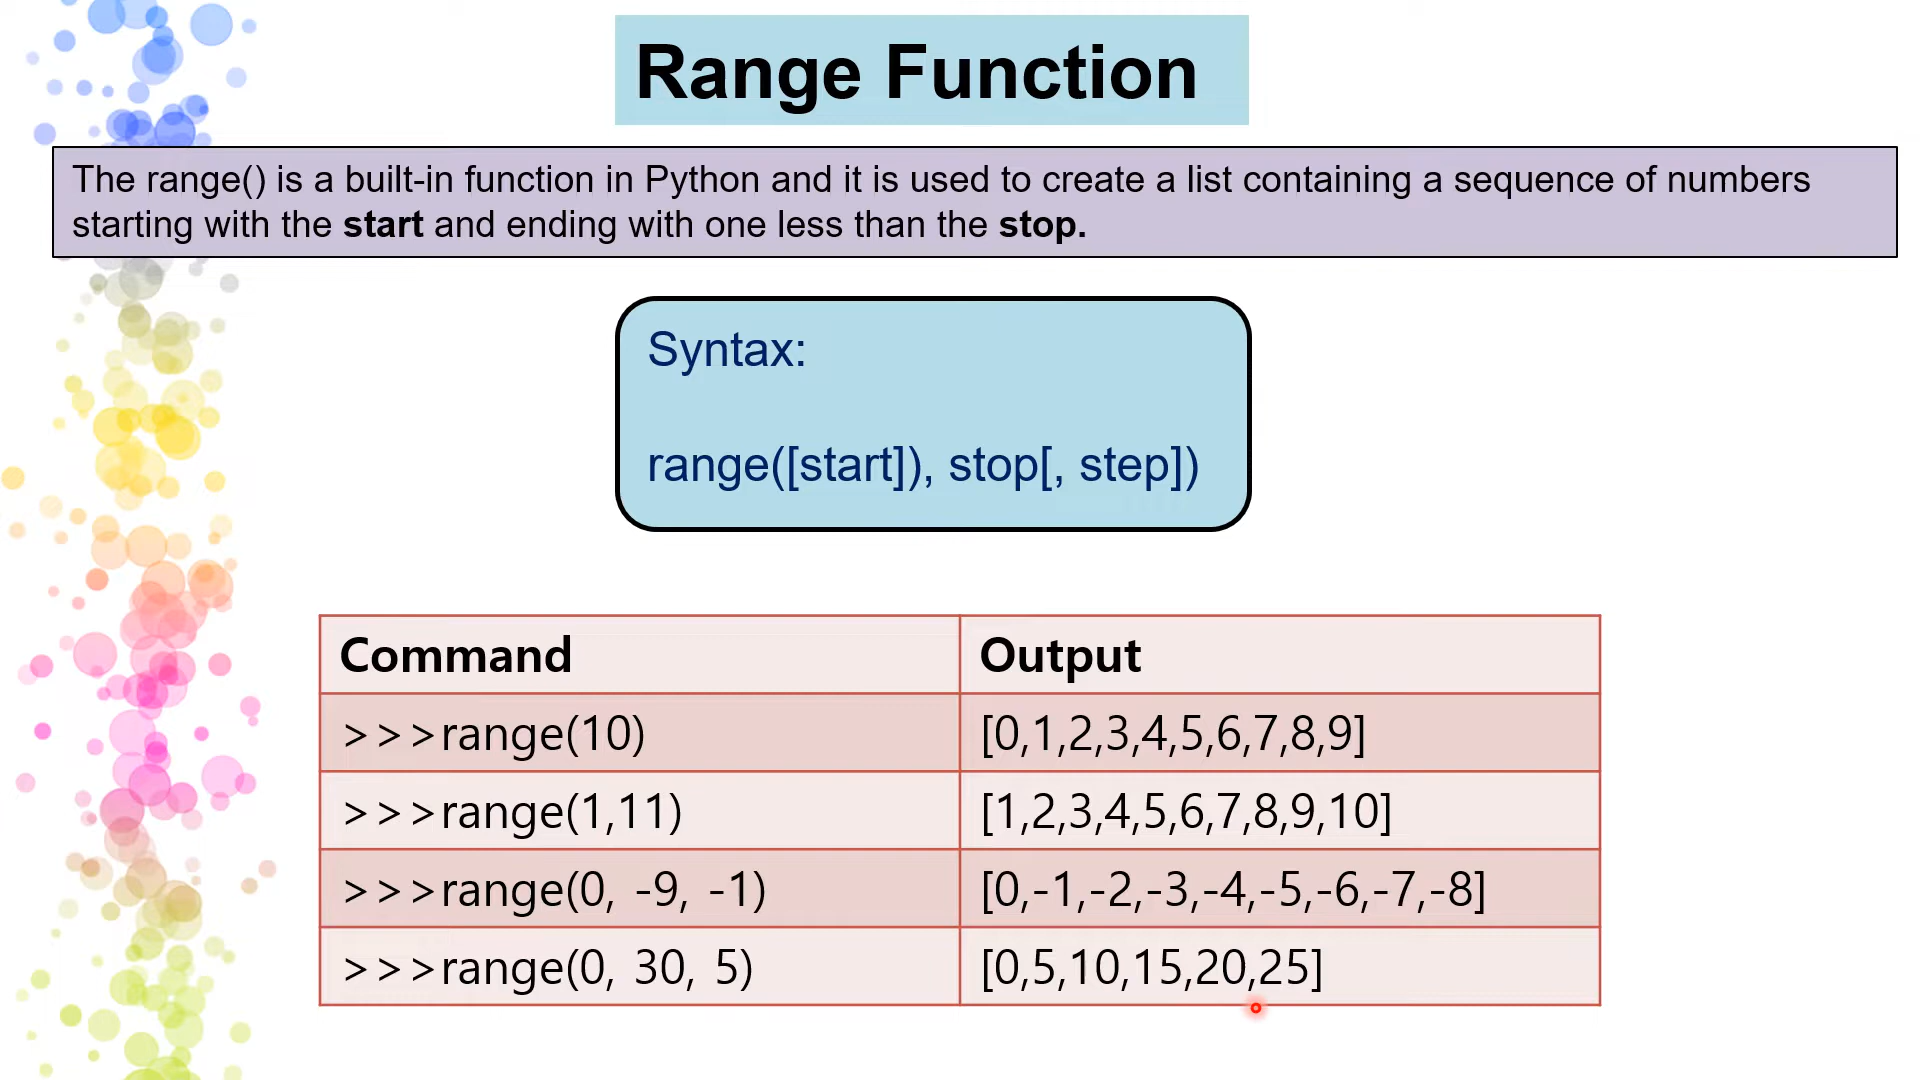 Range Function
The range() is a built-in function in Python and it is used to create a list containing a sequence of numbers
starting with the start and ending with one less than the stop.
Syntax:
range([start]), stop[, step])
Command Output
>>>range(10) [0,1,2,3,4,5,6,7,8,9]
>>>range(1,11) [1,2,3,4,5,6,7,8,9,10]
>>>range(0, -9, -1) [0,-1,-2,-3,-4,-5,-6,-7,-8]
>>>range(0, 30, 5) [0,5,10,15,20,25]